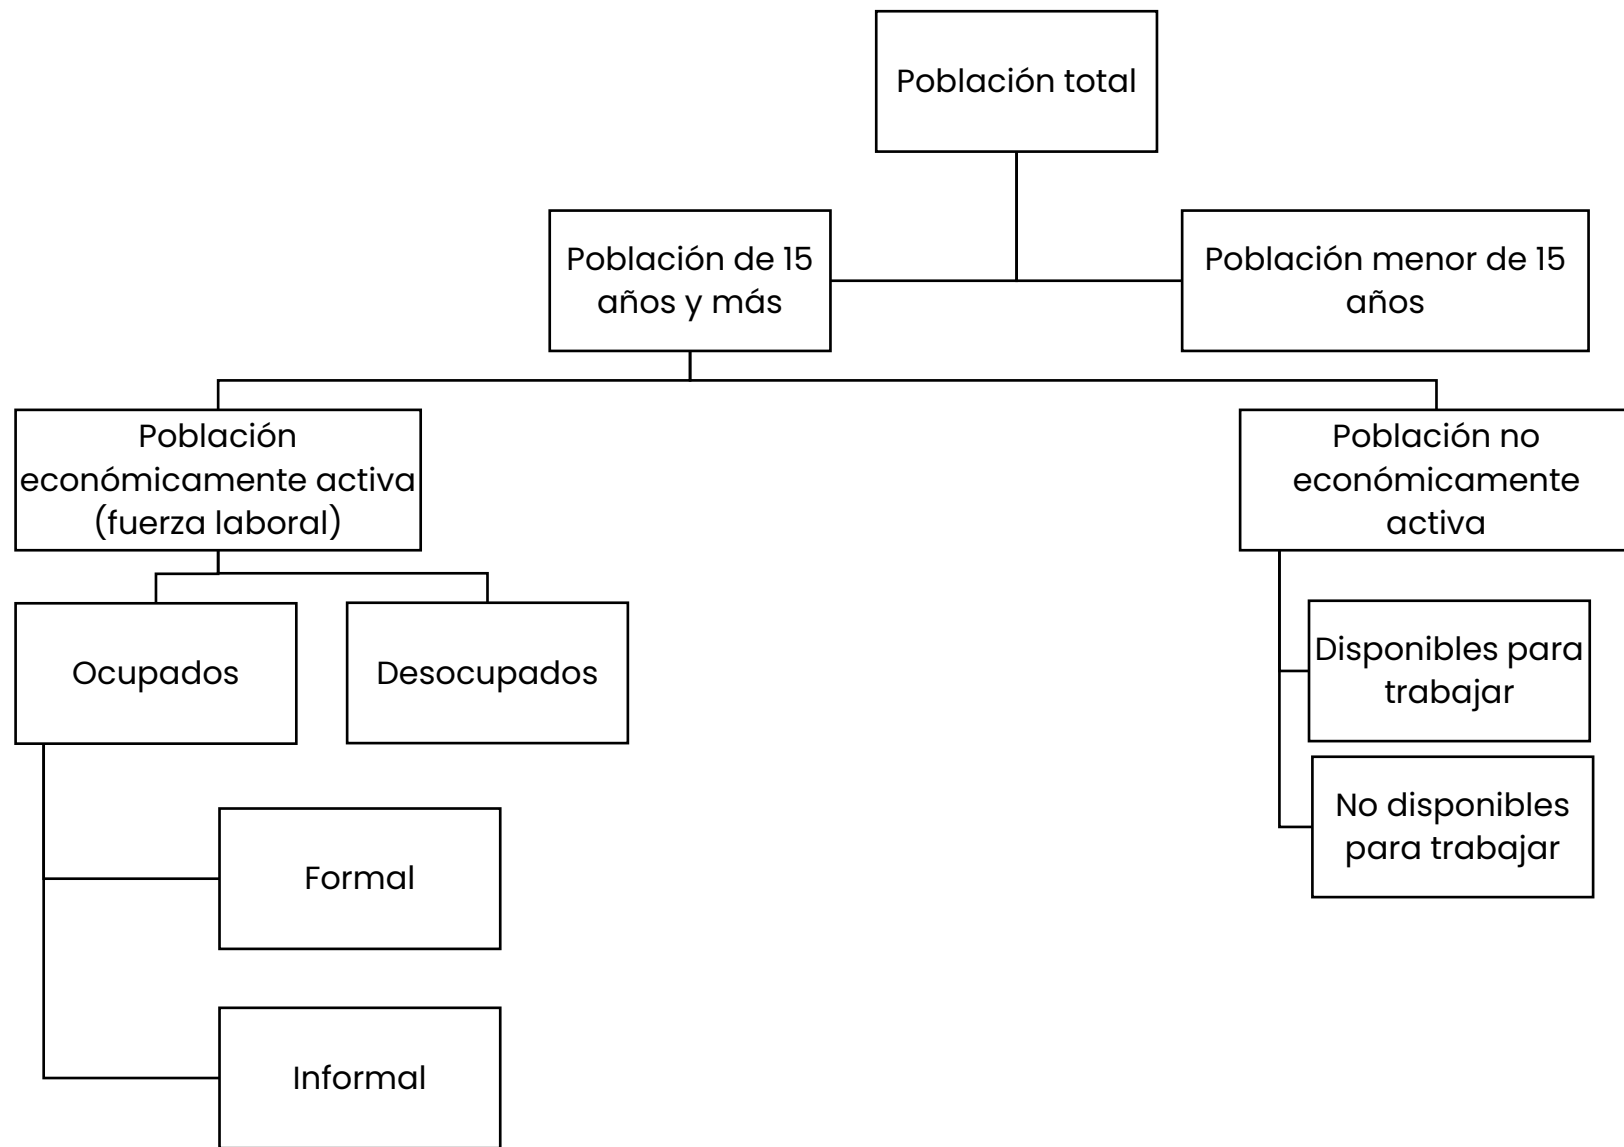 Población total
Población de 15
años y más
Población menor de 15
años
Población
económicamente activa
(fuerza laboral)
Población no
económicamente
activa
Ocupados
Desocupados
Disponibles para
trabajar
No disponibles
para trabajar
Formal
Informal